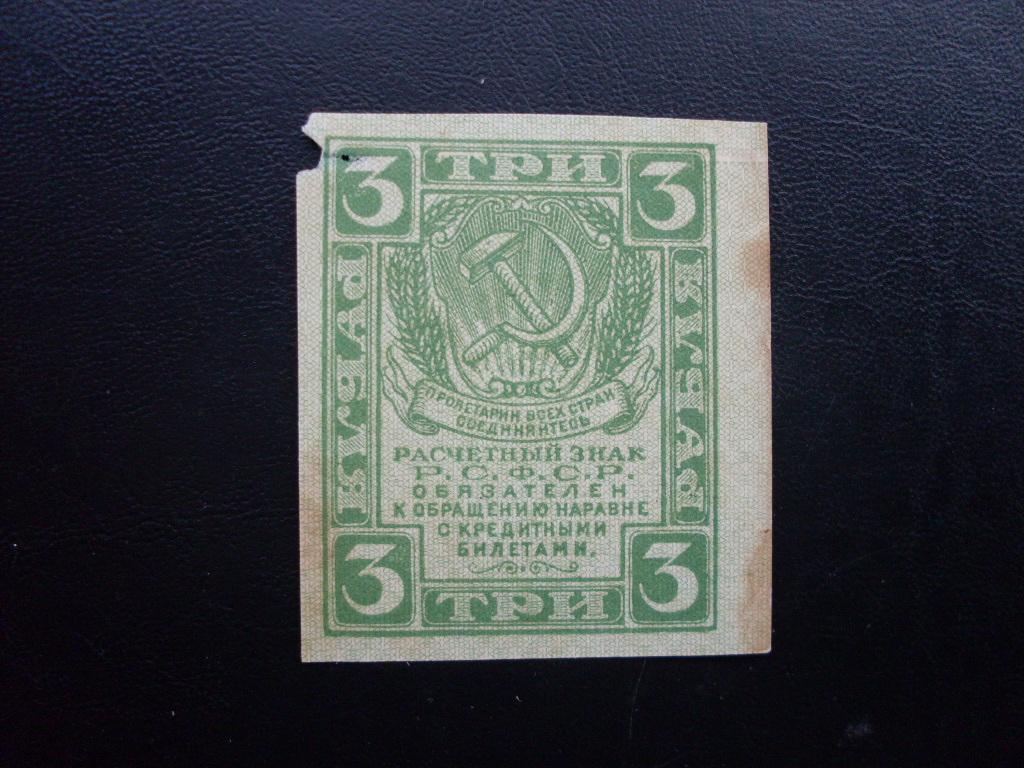 3 ТРИ 3
РУБЛЯ
РУБЛЯ
ПРОЛЕТАРИИ ВСЕХ СТРАН
СОЕДИНЯЙТЕСЬ
РАСЧЕТНЫЙ ЗНАК
Р.С.Ф.С.Р.
ОБЯЗАТЕЛЕН
К ОБРАЩЕНИЮ НАРАВНЕ
С КРЕДИТНЫМИ
БИЛЕТАМИ.
3 ТРИ 3